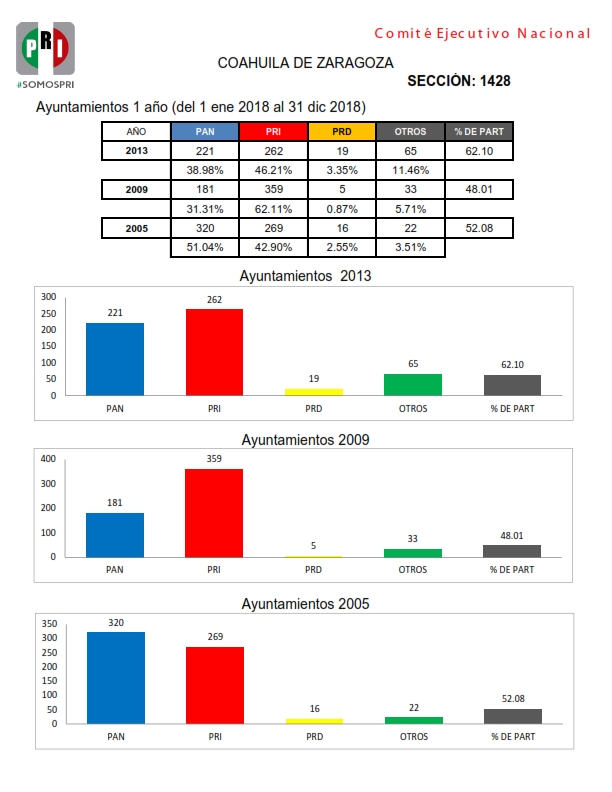 Comité Ejecutivo Nacional
PRI
#SOMOSPRI
COAHUILA DE ZARAGOZA
SECCIÓN: 1428
Ayuntamientos 1 año (del 1 ene 2018 al 31 dic 2018)
AÑO PAN PRI PRD OTROS % DE PART
2013 221 262 19 65 62.10
38.98% 46.21% 3.35% 11.46%
2009 181 359 5 33 48.01
31.31% 62.11% 0.87% 5.71%
2005 320 269 16 22 52.08
51.04% 42.90% 2.55% 3.51%
Ayuntamientos 2013
300
250
200
150
100
50
0
221 262 19 65 62.10
PAN PRI PRD OTROS % DE PART
Ayuntamientos 2009
400
300
200
100
0
181 359 5 33 48.01
PAN PRI PRD OTROS % DE PART
Ayuntamientos 2005
350
300
250
200
150
100
50
0
320 269 16 22 52.08
PAN PRI PRD OTROS % DE PART